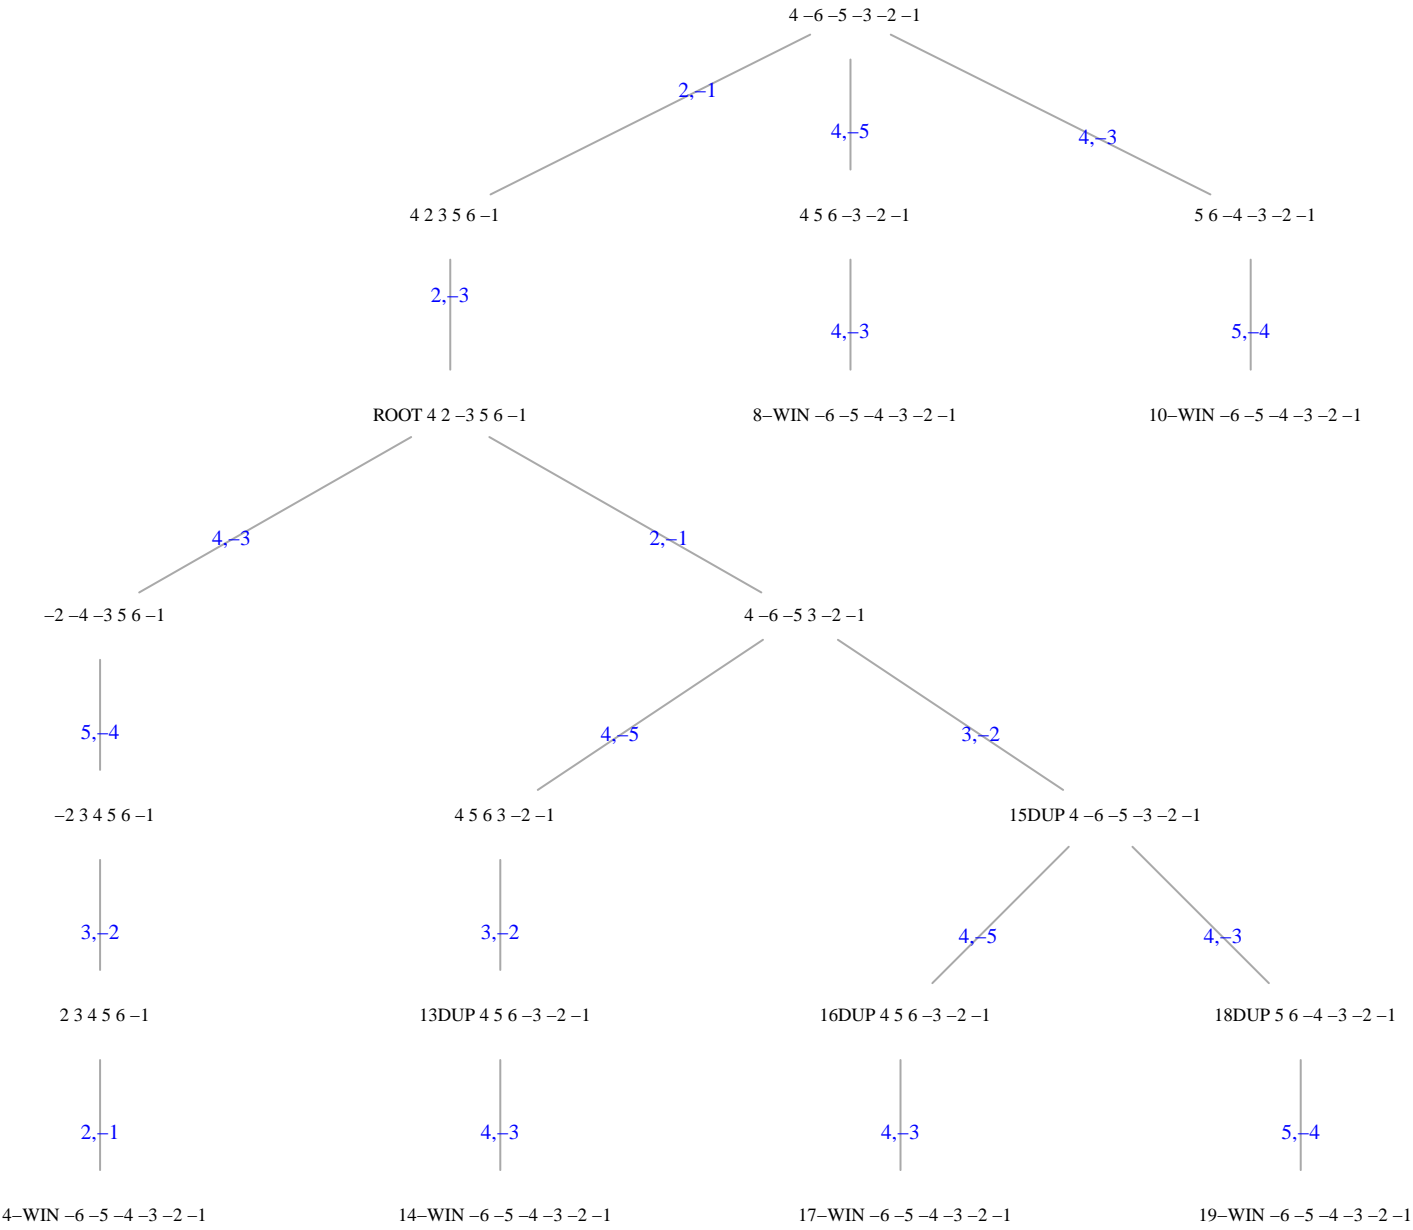 4 –6 –5 –3 –2 –1
2,–1
4,–5
4,–3
4 2 3 5 6 –1
4 5 6 –3 –2 –1
5 6 –4 –3 –2 –1
2,–3
4,–3
5,–4
ROOT 4 2 –3 5 6 –1
8–WIN –6 –5 –4 –3 –2 –1
10–WIN –6 –5 –4 –3 –2 –1
4,–3
2,–1
–2 –4 –3 5 6 –1
4 –6 –5 3 –2 –1
5,–4
4,–5
3,–2
–2 3 4 5 6 –1
4 5 6 3 –2 –1
15DUP 4 –6 –5 –3 –2 –1
3,–2
3,–2
4,–5
4,–3
2 3 4 5 6 –1
13DUP 4 5 6 –3 –2 –1
16DUP 4 5 6 –3 –2 –1
18DUP 5 6 –4 –3 –2 –1
2,–1
4,–3
4,–3
5,–4
4–WIN –6 –5 –4 –3 –2 –1
14–WIN –6 –5 –4 –3 –2 –1
17–WIN –6 –5 –4 –3 –2 –1
19–WIN –6 –5 –4 –3 –2 –1